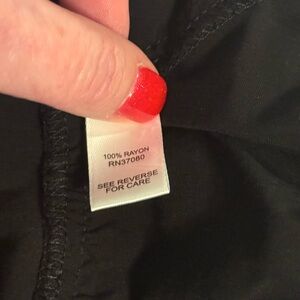 100% RAYON
RN37080
SEE REVERSE
FOR CARE